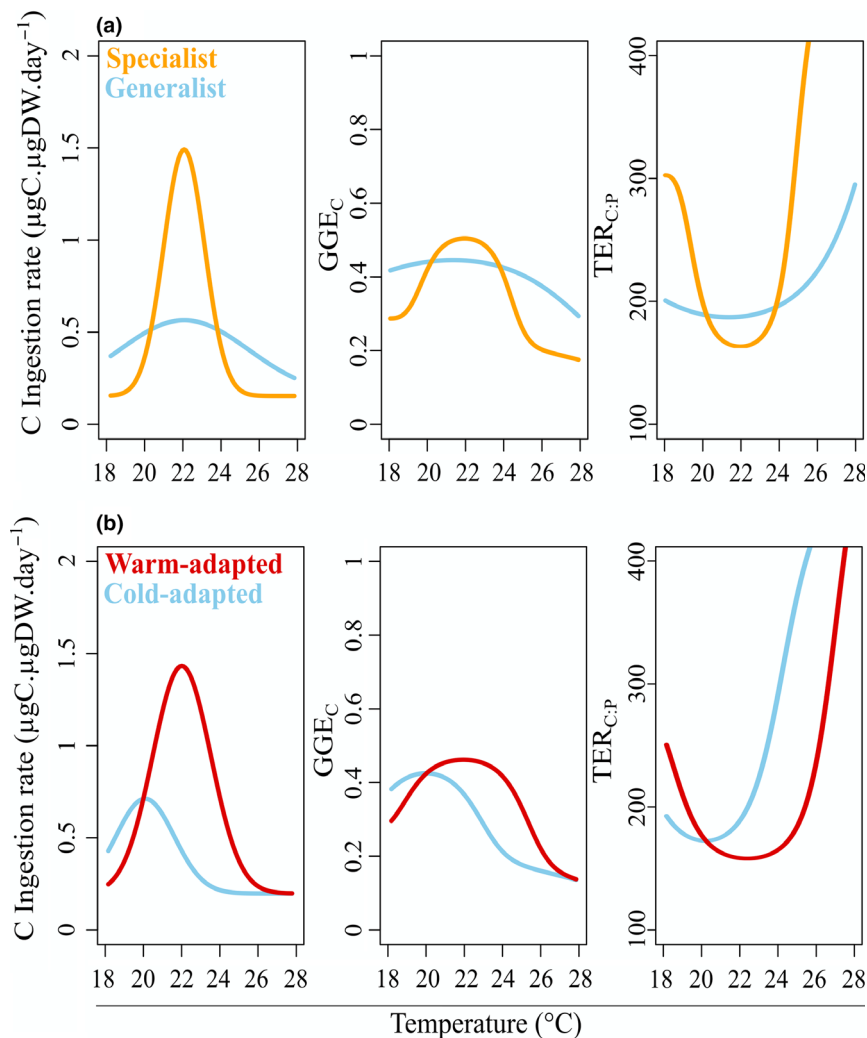 (a)
C Ingestion rate (µgC.µgDW.day⁻¹)
0 0.5 1 1.5 2
Specialist
Generalist
18 20 22 24 26 28
GGE_C
0 0.2 0.4 0.6 0.8 1
18 20 22 24 26 28
TER_C:P
100 200 300 400
18 20 22 24 26 28
(b)
C Ingestion rate (µgC.µgDW.day⁻¹)
0 0.5 1 1.5 2
Warm-adapted
Cold-adapted
18 20 22 24 26 28
GGE_C
0 0.2 0.4 0.6 0.8 1
18 20 22 24 26 28
TER_C:P
100 200 300 400
18 20 22 24 26 28
Temperature (°C)